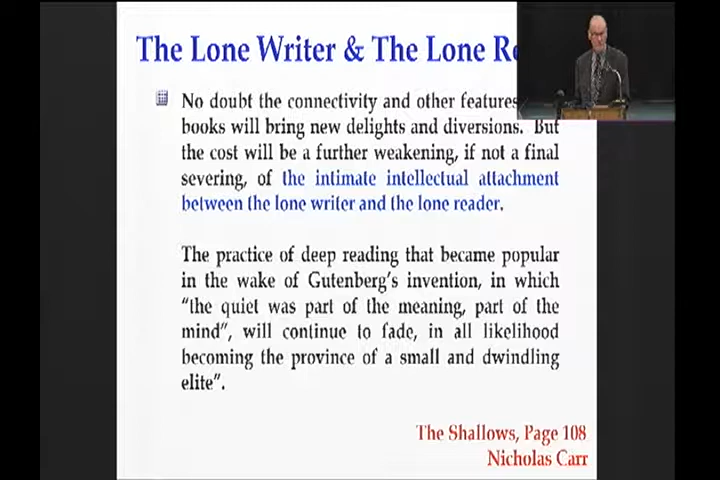 The Lone Writer & The Lone
No doubt the connectivity and other features
books will bring new delights and diversions. But
the cost will be a further weakening, if not a final
severing, of the intimate intellectual attachment
between the lone writer and the lone reader.
The practice of deep reading that became popular
in the wake of Gutenberg's invention, in which
“the quiet was part of the meaning, part of the
mind”, will continue to fade, in all likelihood
becoming the province of a small and dwindling
elite”.
The Shallows, Page 108
Nicholas Carr